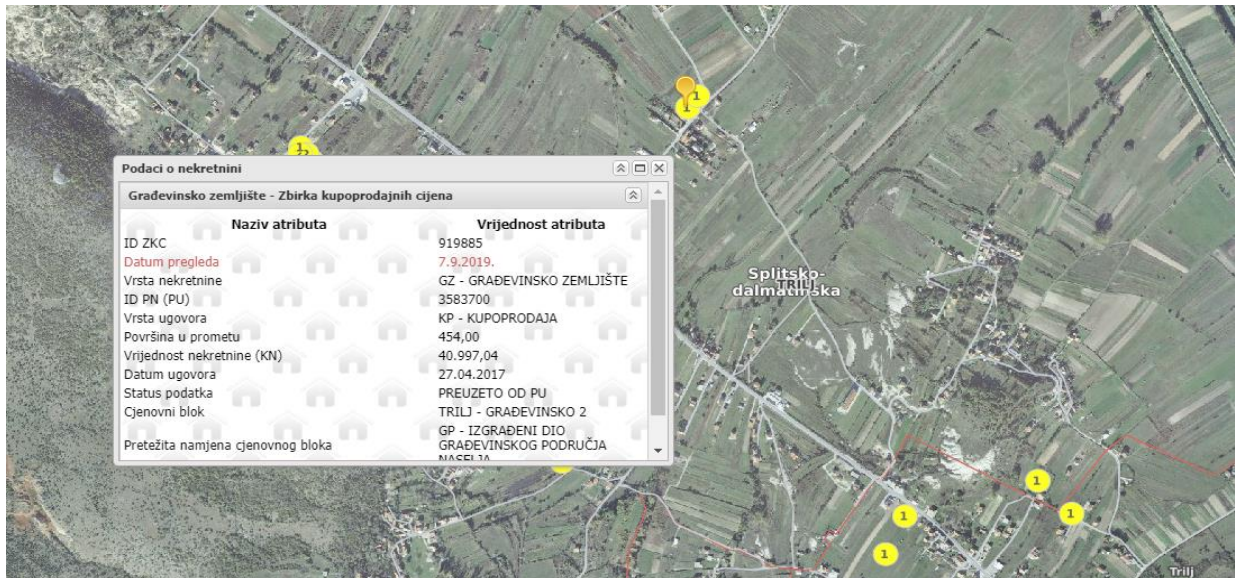 1
1
1
2
Podaci o nekretnini
Građevinsko zemljište - Zbirka kupoprodajnih cijena
Naziv atributa Vrijednost atributa
ID ZKC 919885
Datum pregleda 7.9.2019.
Vrsta nekretnine GZ - GRAĐEVINSKO ZEMLJIŠTE
ID PN (PU) 3583700
Vrsta ugovora KP - KUPOPRODAJA
Površina u prometu 454,00
Vrijednost nekretnine (KN) 40.997,04
Datum ugovora 27.04.2017
Status podatka PREUZETO OD PU
Cjenovni blok TRILJ - GRAĐEVINSKO 2
GP - IZGRAĐENI DIO
Pretežita namjena cjenovnog bloka GRAĐEVINSKOG PODRUČJA
NASELJA
Splitsko-
dalmatinska
TRILJ
1
1
1
1
Trilj